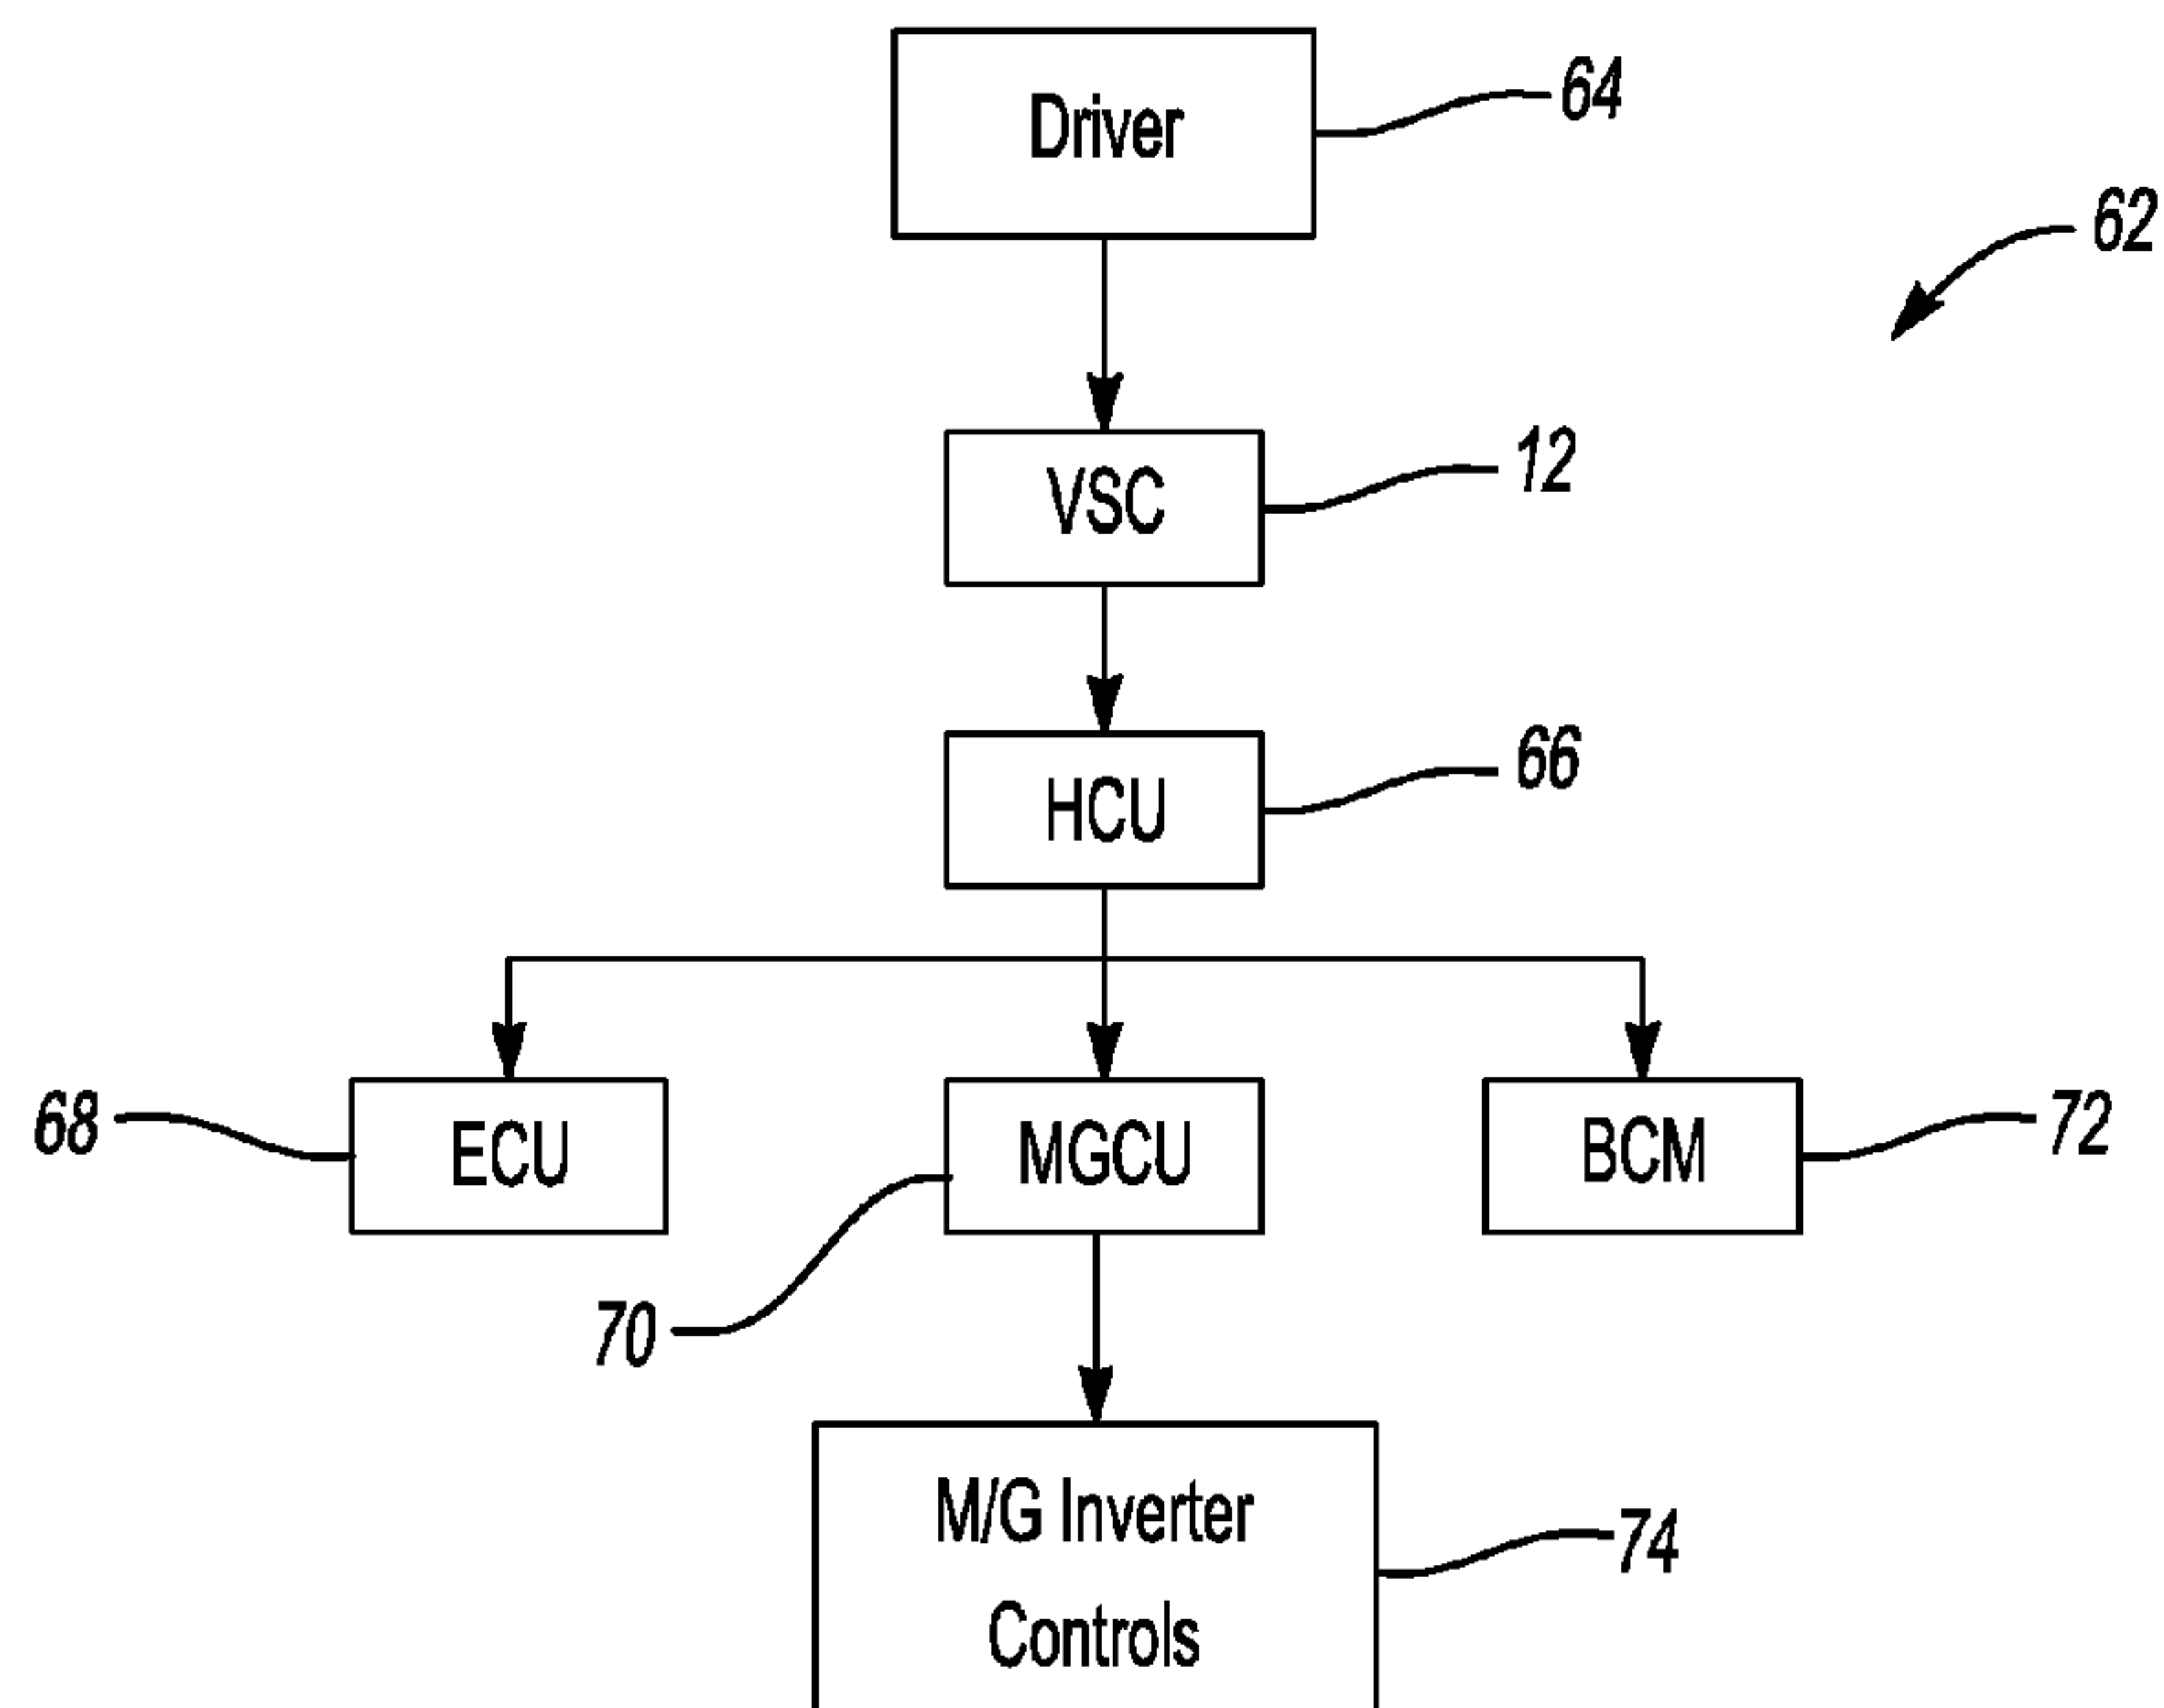 Driver
64
62
VSC
12
HCU
66
68
ECU
MGCU
BCM
72
70
M/G Inverter
Controls
74